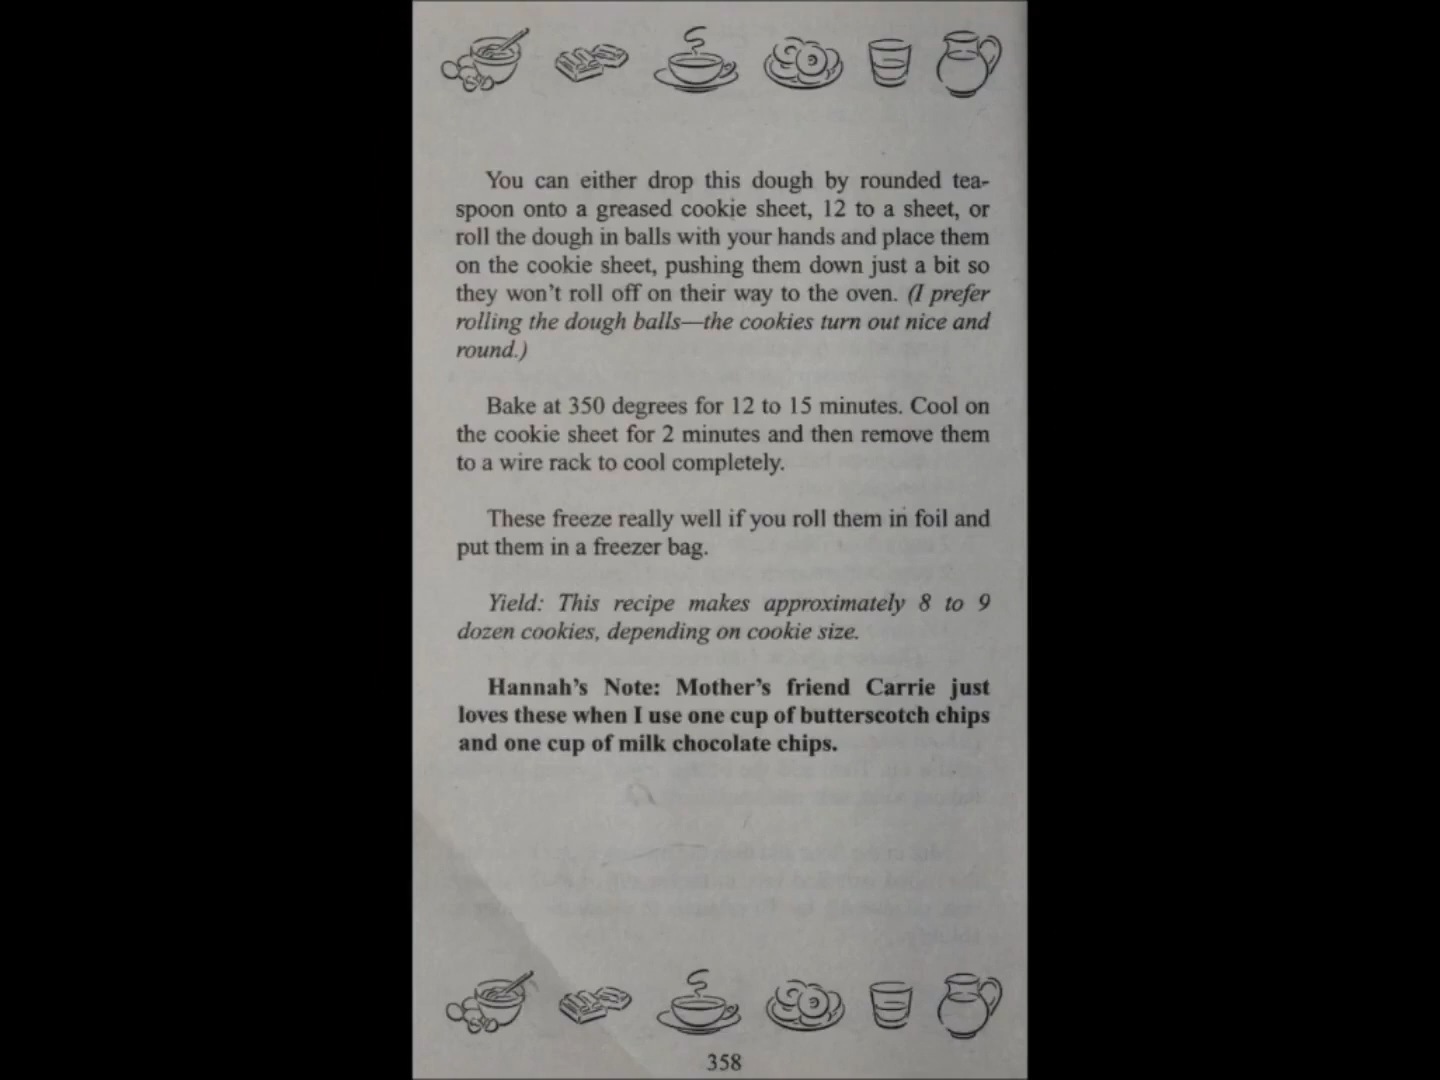 You can either drop this dough by rounded tea-
spoon onto a greased cookie sheet, 12 to a sheet, or
roll the dough in balls with your hands and place them
on the cookie sheet, pushing them down just a bit so
they won't roll off on their way to the oven. (I prefer
rolling the dough balls—the cookies turn out nice and
round.)
Bake at 350 degrees for 12 to 15 minutes. Cool on
the cookie sheet for 2 minutes and then remove them
to a wire rack to cool completely.
These freeze really well if you roll them in foil and
put them in a freezer bag.
Yield: This recipe makes approximately 8 to 9
dozen cookies, depending on cookie size.
Hannah's Note: Mother's friend Carrie just
loves these when I use one cup of butterscotch chips
and one cup of milk chocolate chips.
358